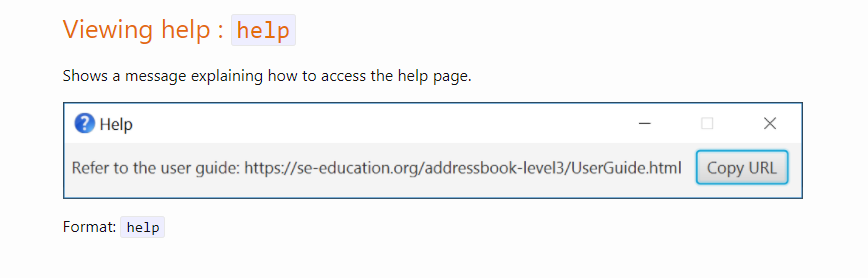 Viewing help : help
Shows a message explaining how to access the help page.
? Help
Refer to the user guide: https://se-education.org/addressbook-level3/UserGuide.html Copy URL
Format: help